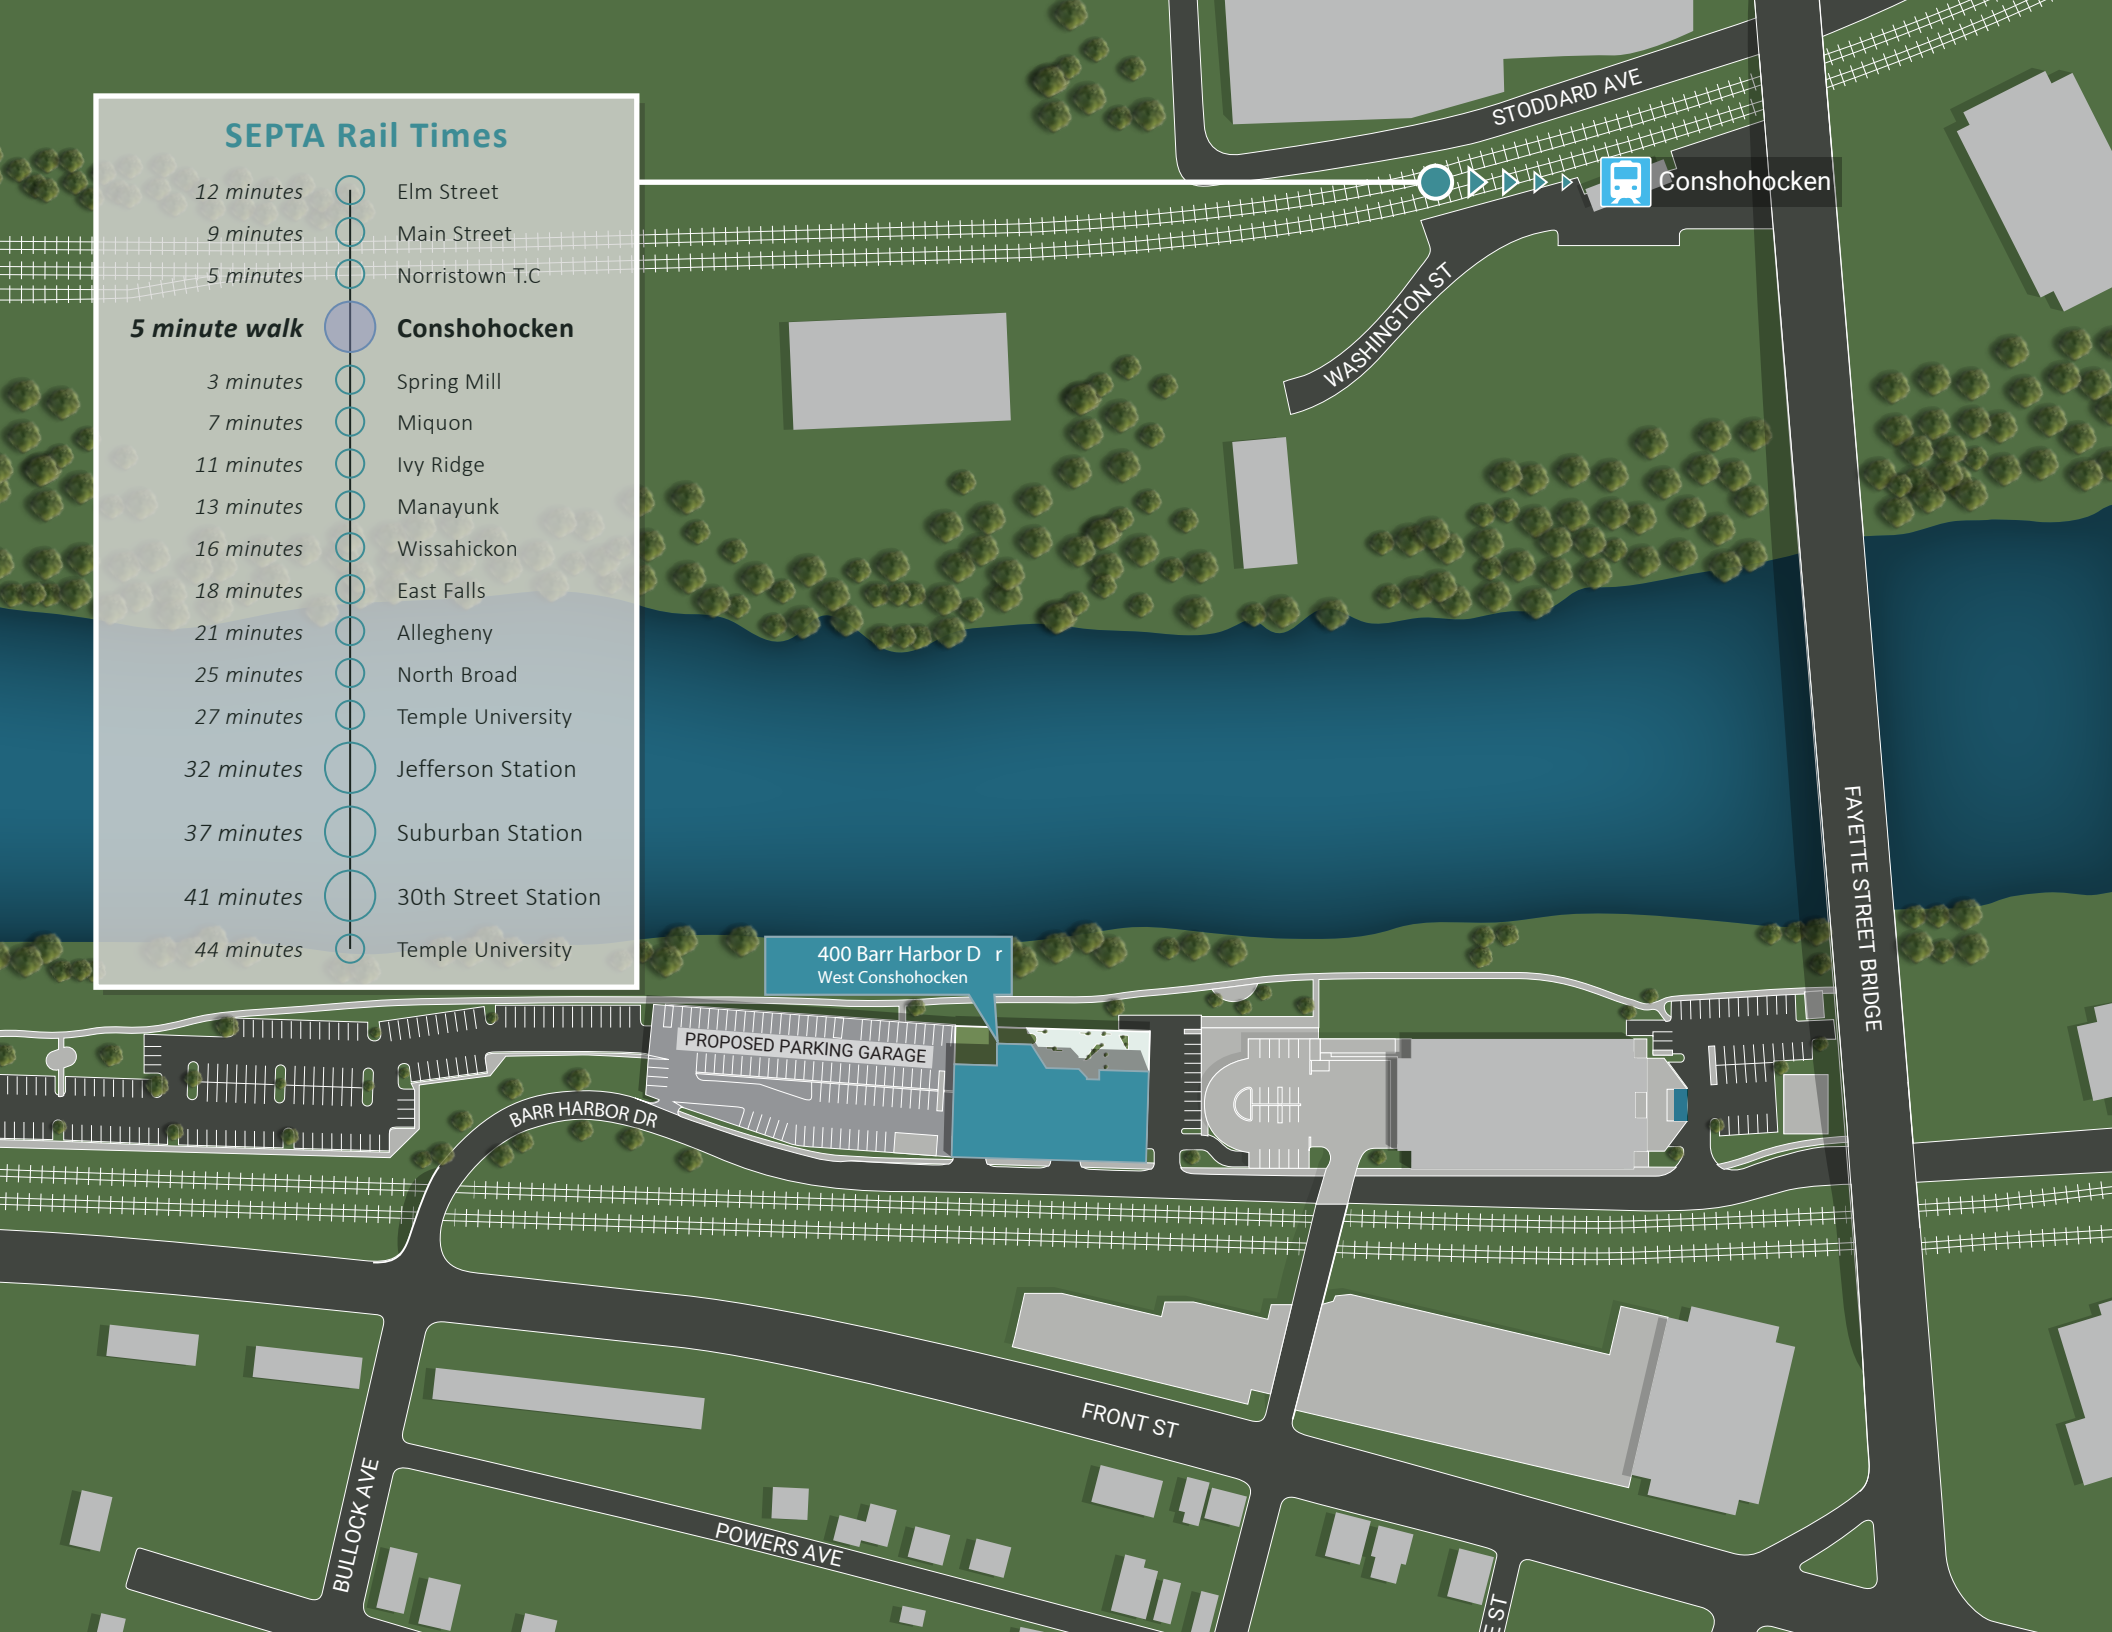 SEPTA Rail Times
12 minutes Elm Street
9 minutes Main Street
5 minutes Norristown T.C
5 minute walk Conshohocken
3 minutes Spring Mill
7 minutes Miquon
11 minutes Ivy Ridge
13 minutes Manayunk
16 minutes Wissahickon
18 minutes East Falls
21 minutes Allegheny
25 minutes North Broad
27 minutes Temple University
32 minutes Jefferson Station
37 minutes Suburban Station
41 minutes 30th Street Station
44 minutes Temple University
STODDARD AVE
Conshohocken
WASHINGTON ST
FAYETTE STREET BRIDGE
400 Barr Harbor D r
West Conshohocken
PROPOSED PARKING GARAGE
BARR HARBOR DR
FRONT ST
BULLOCK AVE
POWERS AVE
E ST